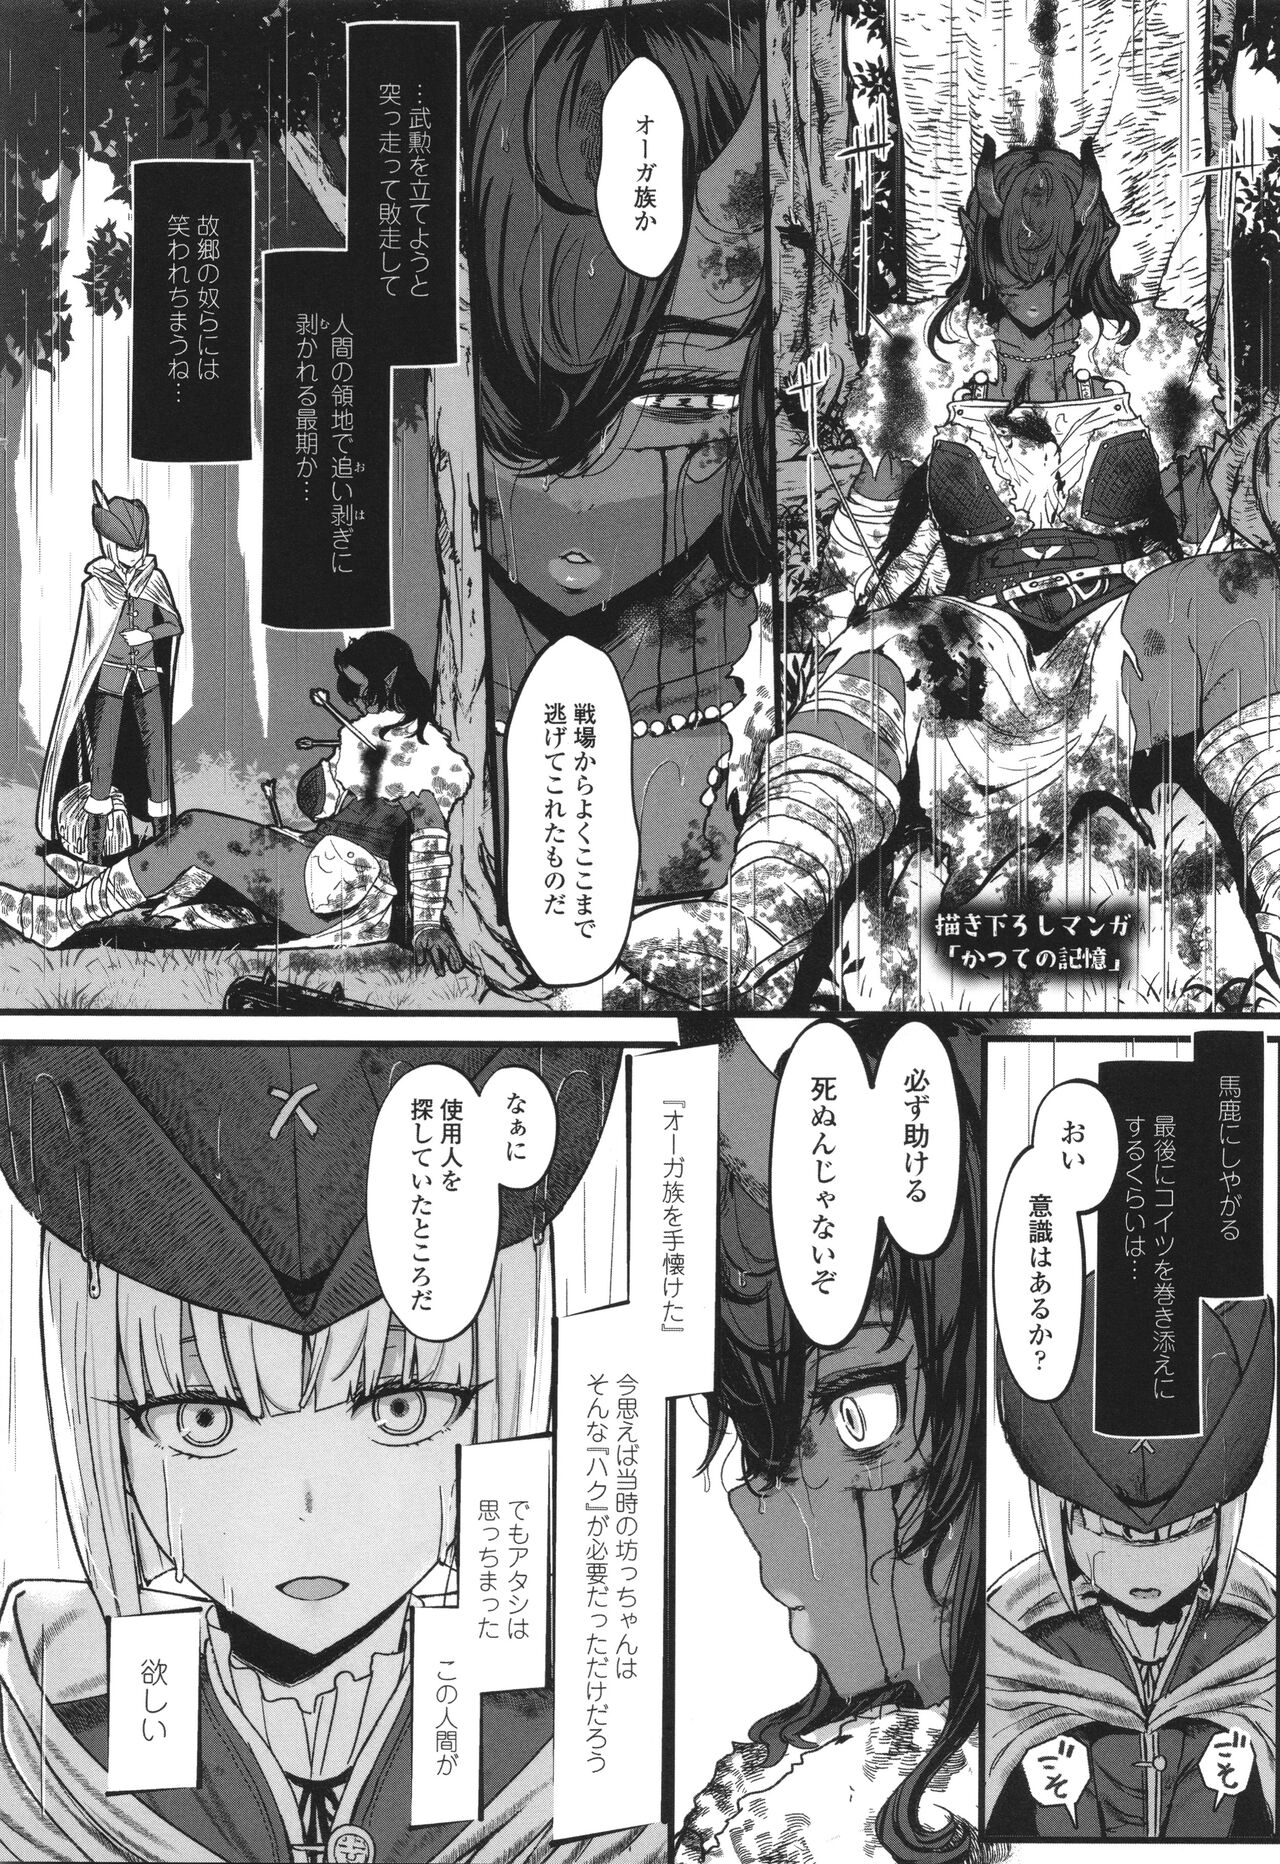 描き下ろしマンガ
「かつての記憶」
オーガ族か
戦場からよくここまで
逃げてこれたものだ
…武勲を立てようと
突っ走って敗走して
人間の領地で追い剥ぎに
お は
剥かれる最期か…
む
故郷の奴らには
笑われちまうね…
馬鹿にしやがる
最後にコイツを巻き添えに
するくらいは…
おい 意識はあるか?
ごそ
ごそ
必ず助ける
死ぬんじゃないぞ
『オーガ族を手懐けた』
今思えば当時の坊っちゃんは
そんな『ハク』が必要だっただけだろう
なぁに
使用人を
探していたところだ
でもアタシは
思っちまった
この人間が
欲しい